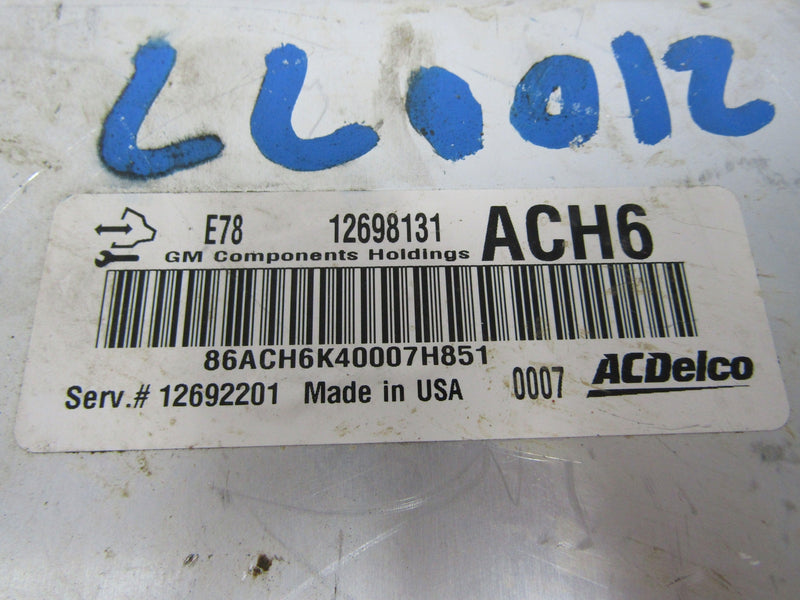 LL0012
E78 12698131 ACH6
GM Components Holdings
86ACH6K40007H851
Serv.# 12692201 Made in USA 0007 ACDelco